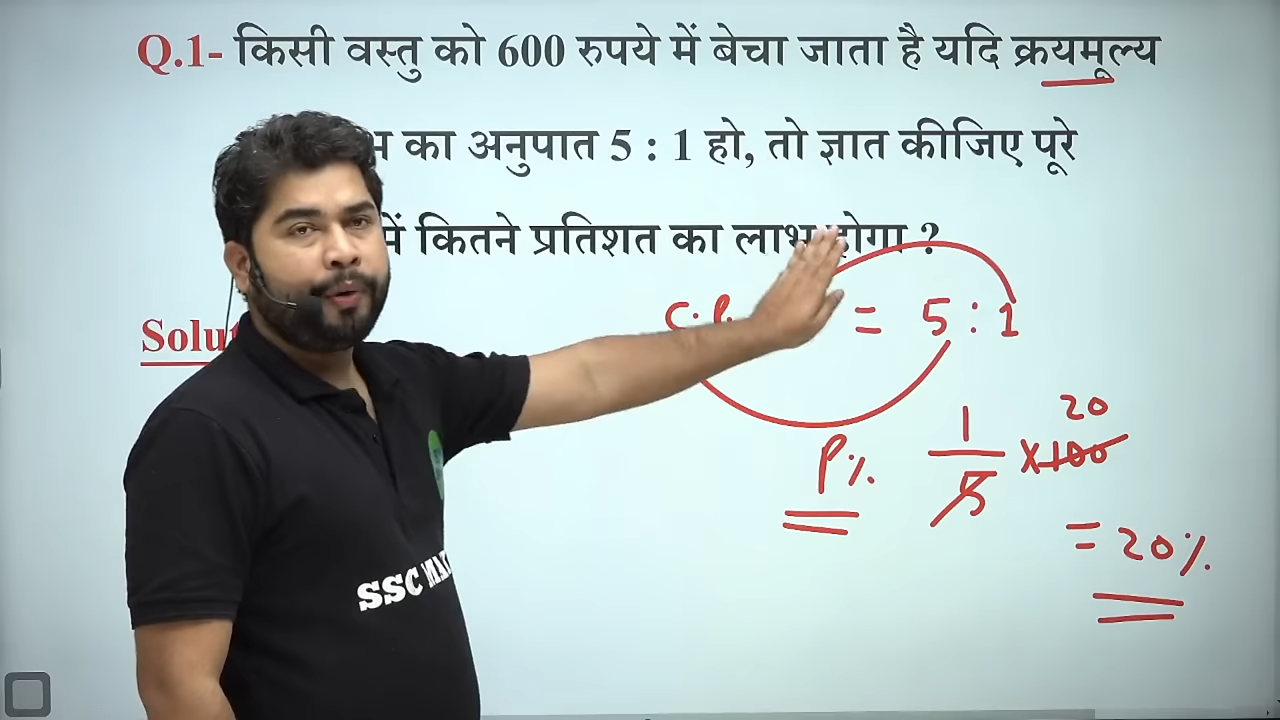 Q.1- किसी वस्तु को 600 रुपये में बेचा जाता है यदि क्रयमूल्य
का अनुपात 5 : 1 हो, तो ज्ञात कीजिए पूरे
में कितने प्रतिशत का लाभ होगा ?
= 5 : 1
20
1
P% — ×100
5
= 20%
SSC